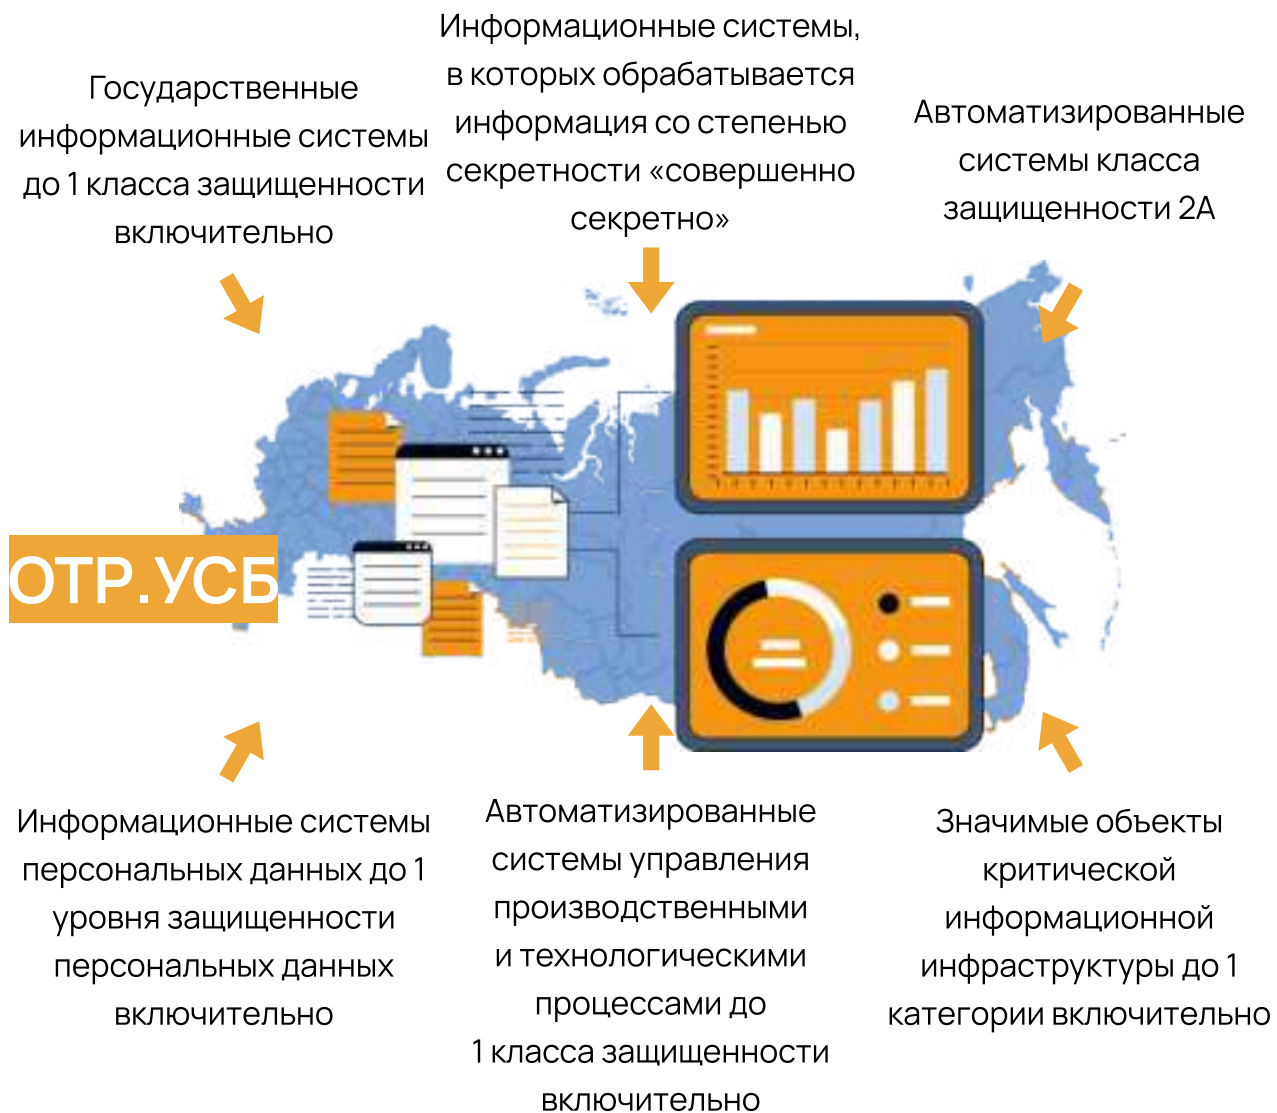 Государственные
информационные системы
до 1 класса защищенности
включительно
Информационные системы,
в которых обрабатывается
информация со степенью
секретности «совершенно
секретно»
Автоматизированные
системы класса
защищенности 2А
ОТР.УСБ
Информационные системы
персональных данных до 1
уровня защищенности
персональных данных
включительно
Автоматизированные
системы управления
производственными
и технологическими
процессами до
1 класса защищенности
включительно
Значимые объекты
критической
информационной
инфраструктуры до 1
категории включительно